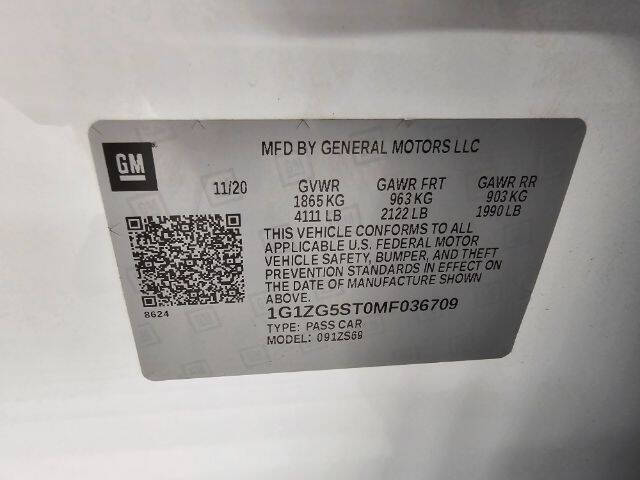 GM
MFD BY GENERAL MOTORS LLC
11/20 GVWR GAWR FRT GAWR RR
1865 KG 963 KG 903 KG
4111 LB 2122 LB 1990 LB
THIS VEHICLE CONFORMS TO ALL
APPLICABLE U.S. FEDERAL MOTOR
VEHICLE SAFETY, BUMPER, AND THEFT
PREVENTION STANDARDS IN EFFECT ON
THE DATE OF MANUFACTURE SHOWN
ABOVE.
8624
1G1ZG5ST0MF036709
TYPE: PASS CAR
MODEL: 091ZS69